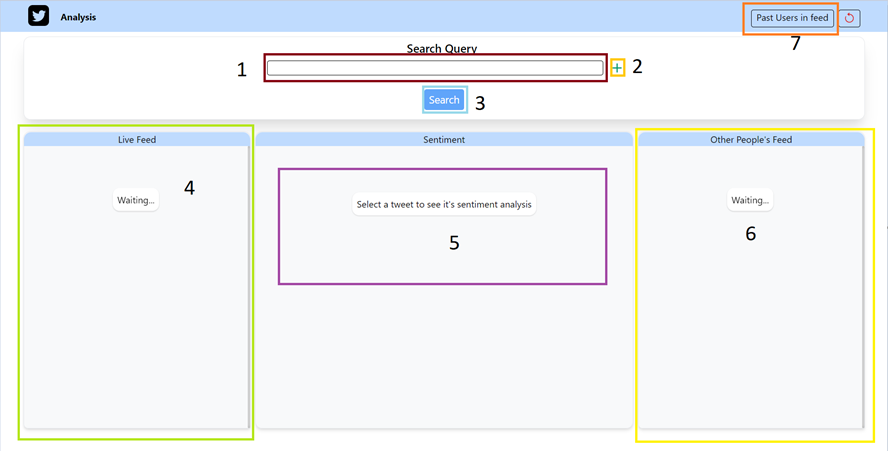 Analysis
Past Users in feed
7
Search Query
1
2
Search
3
Live Feed
Sentiment
Other People's Feed
4
Waiting...
Select a tweet to see it's sentiment analysis
Waiting...
5
6